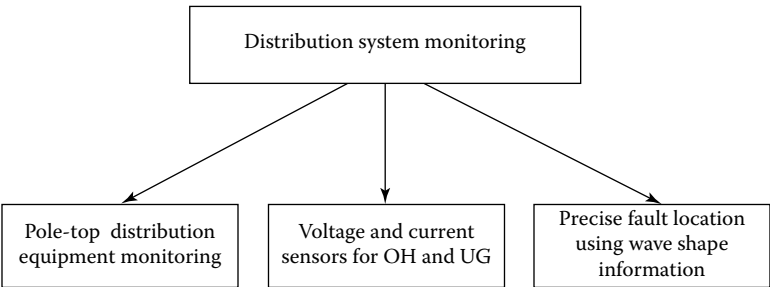 Distribution system monitoring
Pole-top distribution
equipment monitoring
Voltage and current
sensors for OH and UG
Precise fault location
using wave shape
information